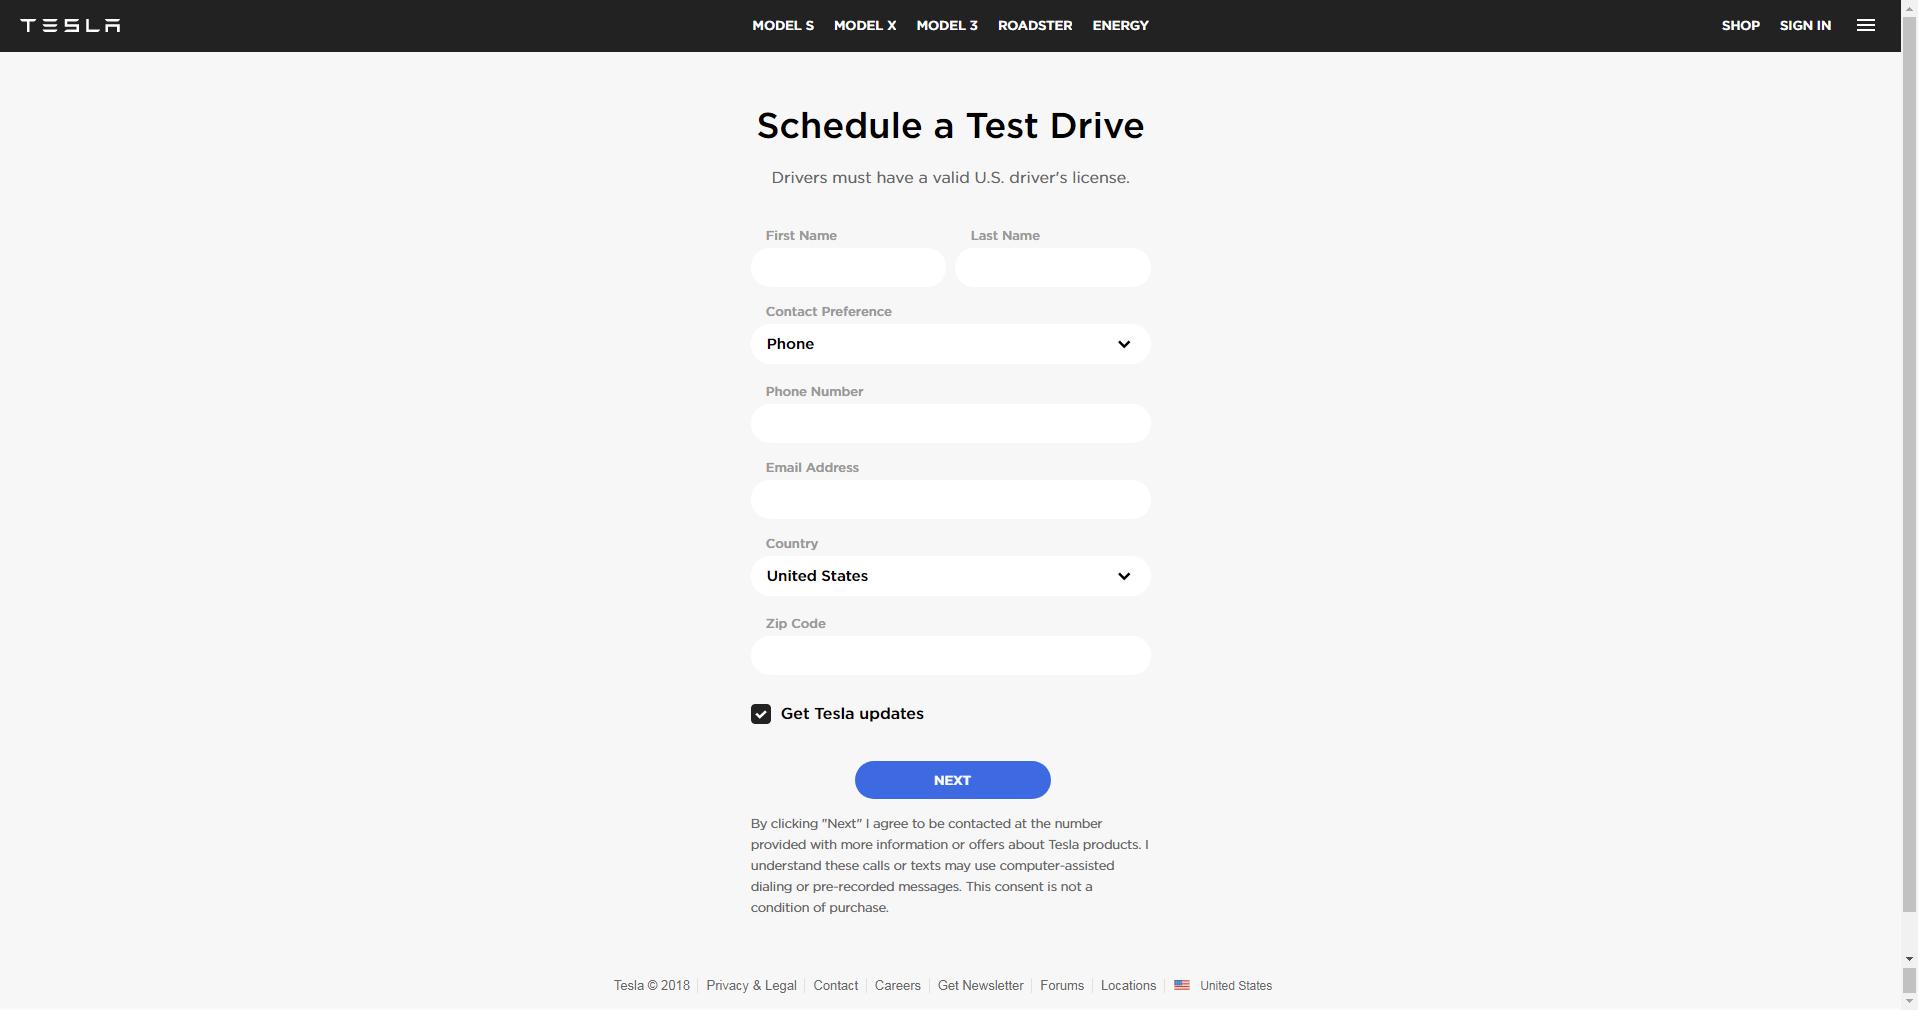 TESLA
MODEL S MODEL X MODEL 3 ROADSTER ENERGY
SHOP SIGN IN
Schedule a Test Drive
Drivers must have a valid U.S. driver's license.
First Name Last Name
Contact Preference
Phone
Phone Number
Email Address
Country
United States
Zip Code
Get Tesla updates
NEXT
By clicking "Next" I agree to be contacted at the number
provided with more information or offers about Tesla products. I
understand these calls or texts may use computer-assisted
dialing or pre-recorded messages. This consent is not a
condition of purchase.
Tesla © 2018 Privacy & Legal Contact Careers Get Newsletter Forums Locations United States